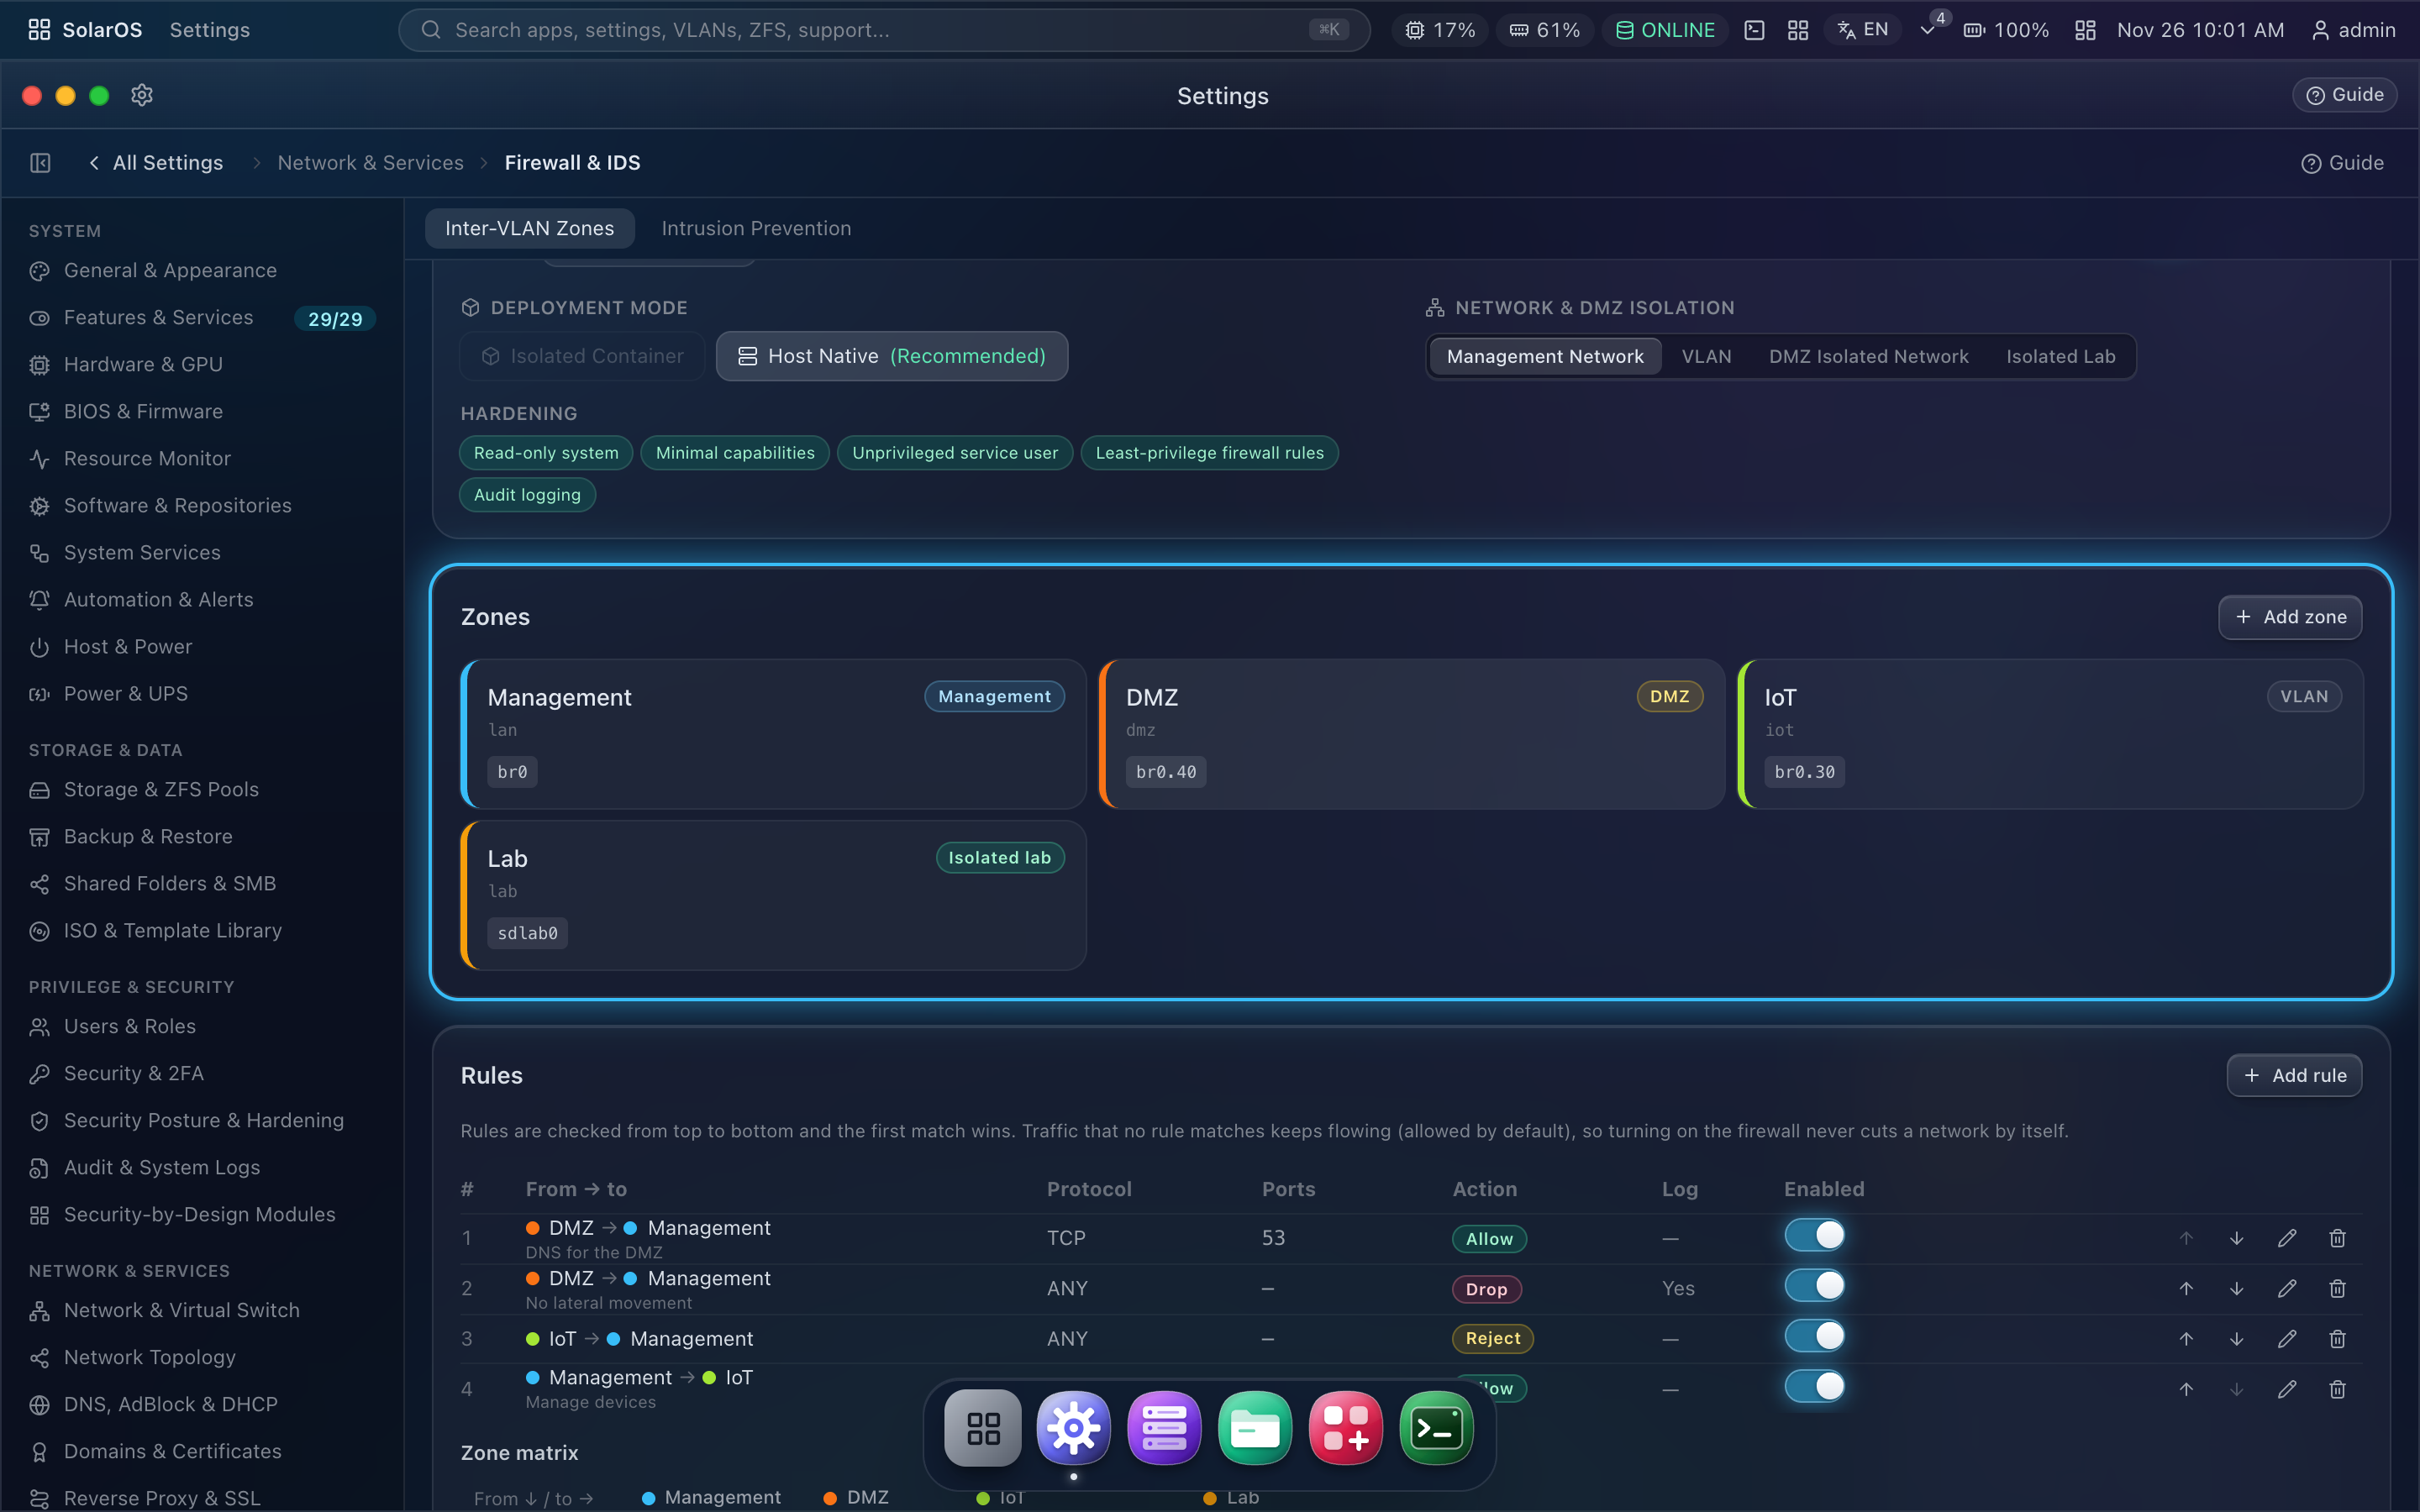 SolarOS Settings Search apps, settings, VLANs, ZFS, support... ⌘K 17% 61% ONLINE EN 4 100% Nov 26 10:01 AM admin
Settings Guide
All Settings > Network & Services > Firewall & IDS Guide
Inter-VLAN Zones Intrusion Prevention
SYSTEM
General & Appearance
Features & Services 29/29
Hardware & GPU
BIOS & Firmware
Resource Monitor
Software & Repositories
System Services
Automation & Alerts
Host & Power
Power & UPS
STORAGE & DATA
Storage & ZFS Pools
Backup & Restore
Shared Folders & SMB
ISO & Template Library
PRIVILEGE & SECURITY
Users & Roles
Security & 2FA
Security Posture & Hardening
Audit & System Logs
Security-by-Design Modules
NETWORK & SERVICES
Network & Virtual Switch
Network Topology
DNS, AdBlock & DHCP
Domains & Certificates
Reverse Proxy & SSL
DEPLOYMENT MODE
Isolated Container Host Native (Recommended)
NETWORK & DMZ ISOLATION
Management Network VLAN DMZ Isolated Network Isolated Lab
HARDENING
Read-only system Minimal capabilities Unprivileged service user Least-privilege firewall rules
Audit logging
Zones + Add zone
Management Management
lan
br0
DMZ DMZ
dmz
br0.40
IoT VLAN
iot
br0.30
Lab Isolated lab
lab
sdlab0
Rules + Add rule
Rules are checked from top to bottom and the first match wins. Traffic that no rule matches keeps flowing (allowed by default), so turning on the firewall never cuts a network by itself.
# From → to Protocol Ports Action Log Enabled
1 DMZ → Management TCP 53 Allow —
DNS for the DMZ
2 DMZ → Management ANY – Drop Yes
No lateral movement
3 IoT → Management ANY – Reject —
4 Management → IoT —
Manage devices
Zone matrix
From ↓ / to → Management DMZ IoT Lab